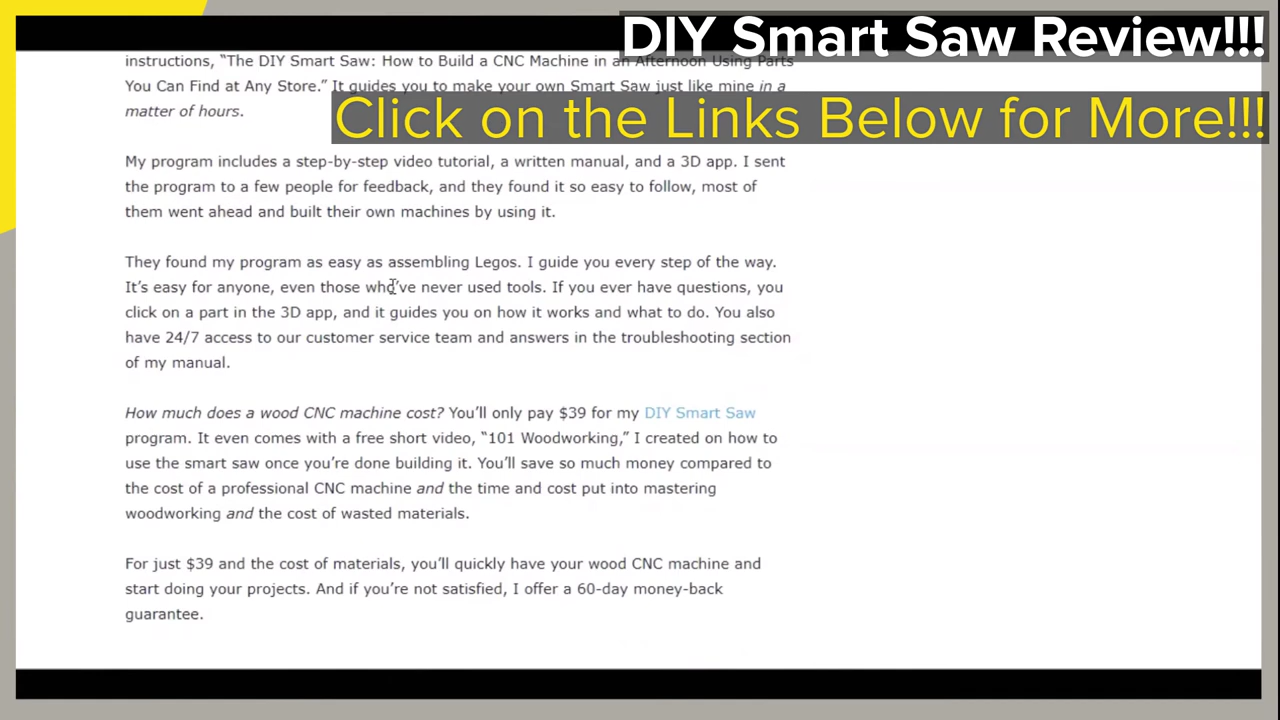 DIY Smart Saw Review!!!
instructions, “The DIY Smart Saw: How to Build a CNC Machine in an Afternoon Using Parts
You Can Find at Any Store.” It guides you to make your own Smart Saw just like mine in a
matter of hours.
Click on the Links Below for More!!!
My program includes a step-by-step video tutorial, a written manual, and a 3D app. I sent
the program to a few people for feedback, and they found it so easy to follow, most of
them went ahead and built their own machines by using it.
They found my program as easy as assembling Legos. I guide you every step of the way.
It’s easy for anyone, even those who’ve never used tools. If you ever have questions, you
click on a part in the 3D app, and it guides you on how it works and what to do. You also
have 24/7 access to our customer service team and answers in the troubleshooting section
of my manual.
How much does a wood CNC machine cost? You’ll only pay $39 for my DIY Smart Saw
program. It even comes with a free short video, “101 Woodworking,” I created on how to
use the smart saw once you’re done building it. You’ll save so much money compared to
the cost of a professional CNC machine and the time and cost put into mastering
woodworking and the cost of wasted materials.
For just $39 and the cost of materials, you’ll quickly have your wood CNC machine and
start doing your projects. And if you’re not satisfied, I offer a 60-day money-back
guarantee.